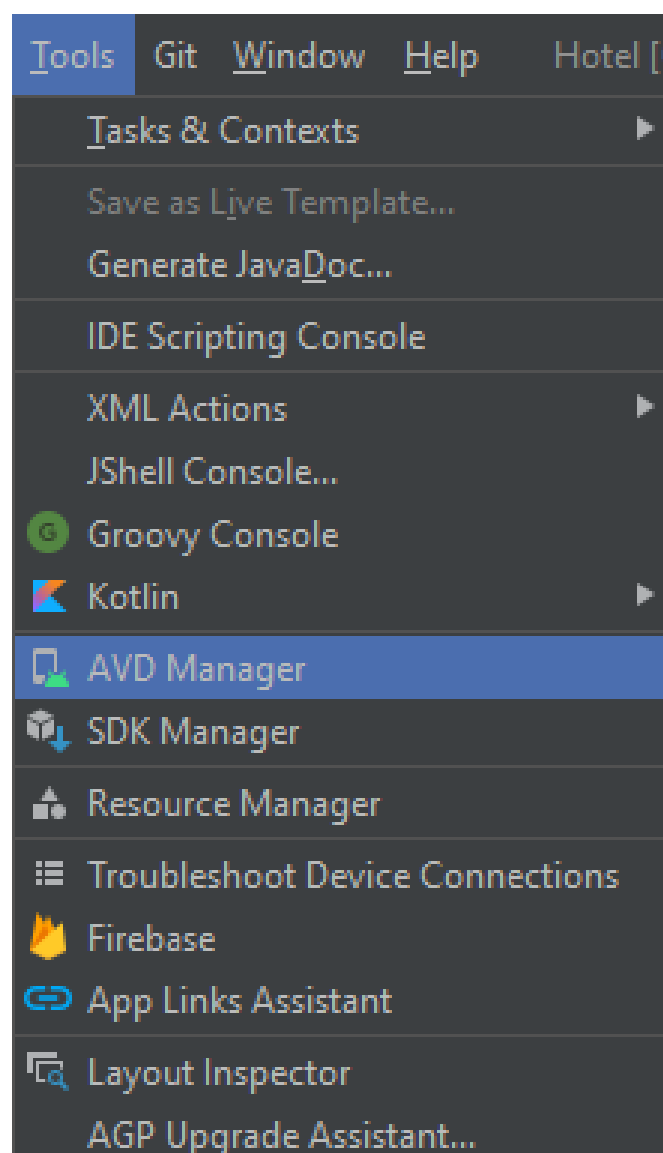 Tools Git Window Help Hotel [
Tasks & Contexts
Save as Live Template...
Generate JavaDoc...
IDE Scripting Console
XML Actions
JShell Console...
G Groovy Console
Kotlin
AVD Manager
SDK Manager
Resource Manager
Troubleshoot Device Connections
Firebase
App Links Assistant
Layout Inspector
AGP Upgrade Assistant...